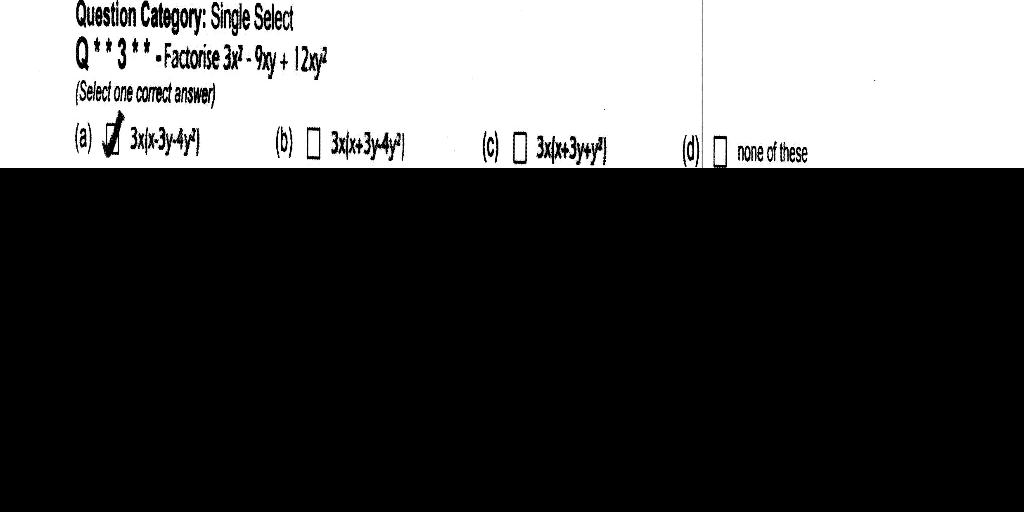 Question Category: Single Select
Q**3** - Factorise 3x² - 9xy + 12xy²
(Select one correct answer)
(a) 3x(x-3y-4y²) (b) 3x(x+3y-4y²) (c) 3x(x+3y+y²) (d) none of these